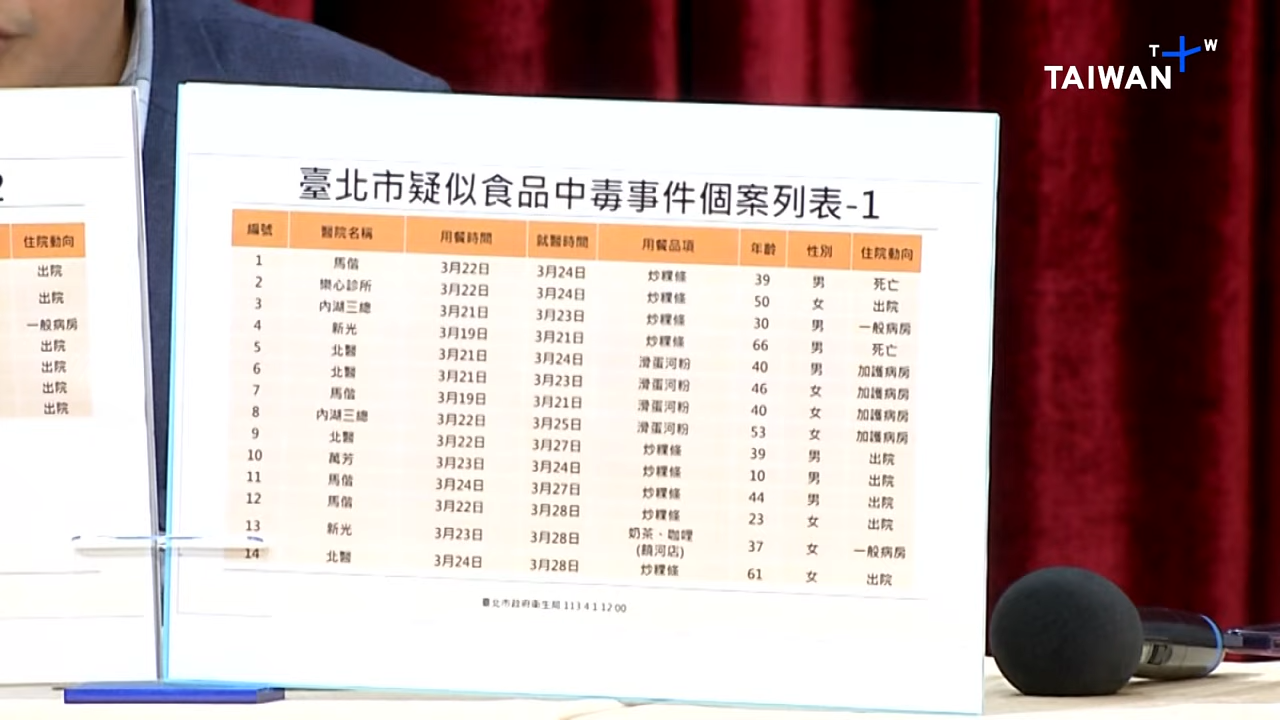 T W
TAIWAN
2
住院動向
出院
出院
一般病房
出院
出院
出院
出院
臺北市疑似食品中毒事件個案列表-1
編號 醫院名稱 用餐時間 就醫時間 用餐品項 年齡 性別 住院動向
1 馬偕 3月22日 3月24日 炒粿條 39 男 死亡
2 樂心診所 3月22日 3月24日 炒粿條 50 女 出院
3 內湖三總 3月21日 3月23日 炒粿條 30 男 一般病房
4 新光 3月19日 3月21日 炒粿條 66 男 死亡
5 北醫 3月21日 3月24日 滑蛋河粉 40 男 加護病房
6 北醫 3月21日 3月23日 滑蛋河粉 46 女 加護病房
7 馬偕 3月19日 3月21日 滑蛋河粉 40 女 加護病房
8 內湖三總 3月22日 3月25日 滑蛋河粉 53 女 加護病房
9 北醫 3月22日 3月27日 炒粿條 39 男 出院
10 萬芳 3月23日 3月24日 炒粿條 10 男 出院
11 馬偕 3月24日 3月27日 炒粿條 44 男 出院
12 馬偕 3月22日 3月28日 炒粿條 23 女 出院
13 新光 3月23日 3月28日 奶茶、咖哩 37 女 一般病房
(饒河店)
14 北醫 3月24日 3月28日 炒粿條 61 女 出院
臺北市政府衛生局 113 4 1 12 00